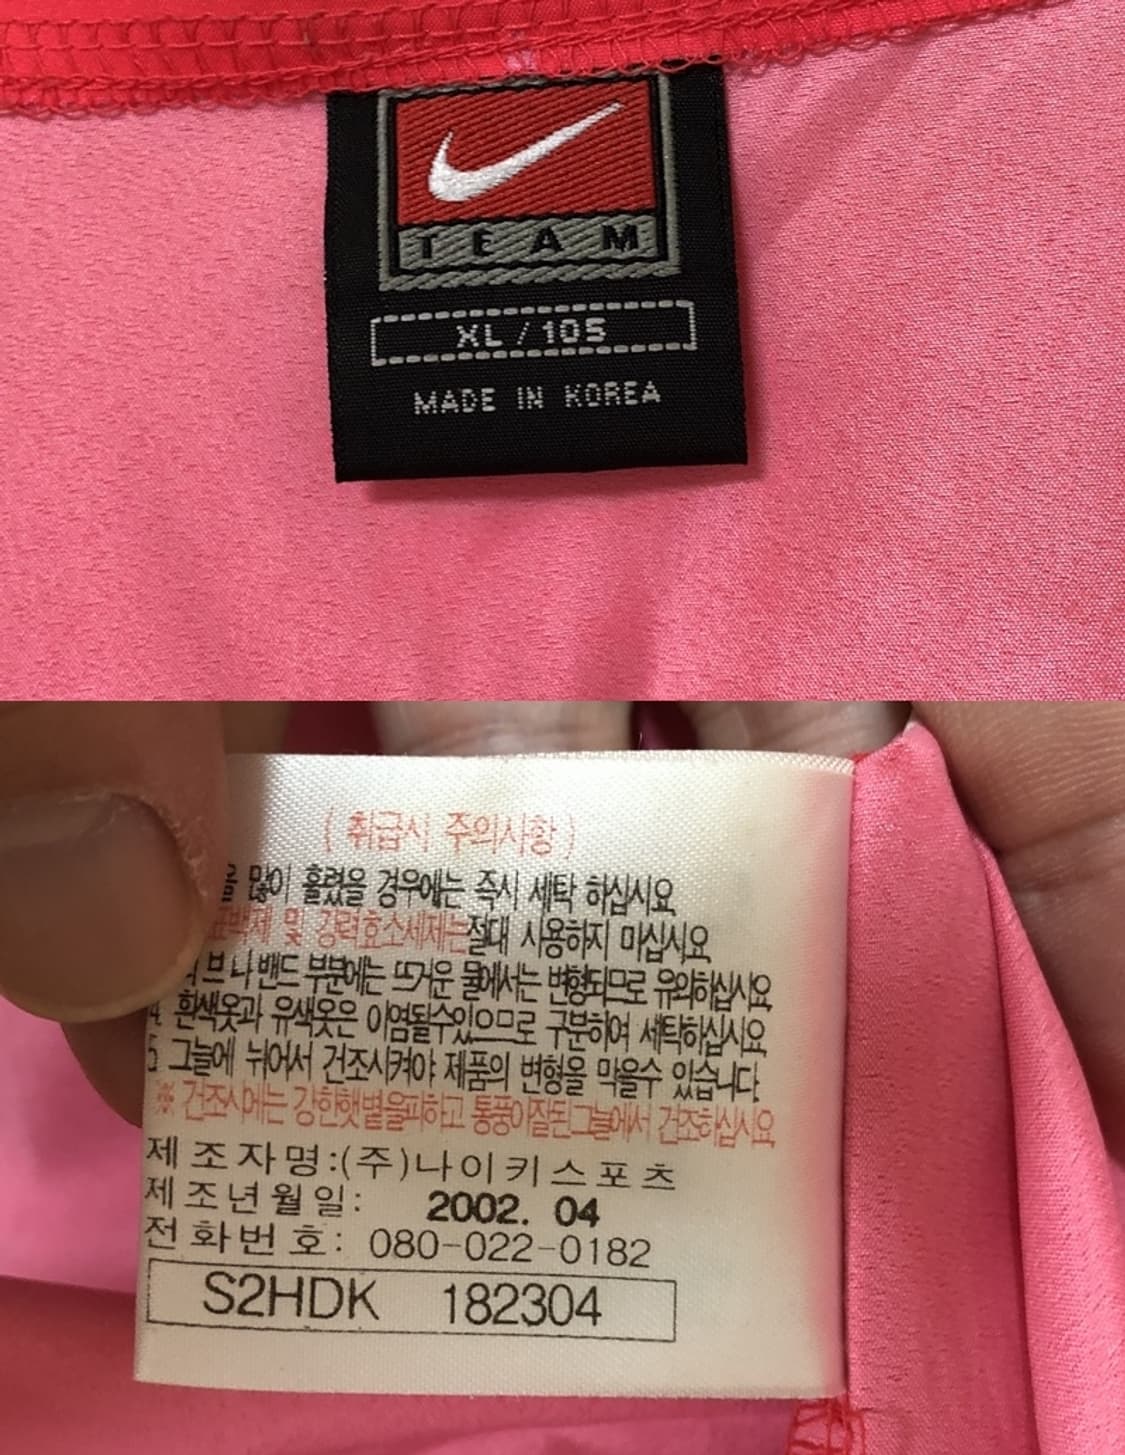 TEAM
XL / 105
MADE IN KOREA
( 취급시 주의사항 )
을 많이 흘렸을 경우에는 즉시 세탁 하십시요
표백제 및 강력효소세제는절대 사용하지 마십시요
밴드 부분에는 뜨거운 물에서는 변형되므로 유의하십시요
4. 흰색옷과 유색옷은 이염될수있으므로 구분하여 세탁하십시요
5 그늘에 뉘어서 건조시켜야 제품의 변형을 막을수 있습니다.
※ 건조시에는 강한햇볕을피하고 통풍이잘된그늘에서 건조하십시요
제조자명:(주)나이키스포츠
제조년월일: 2002. 04
전화번호: 080-022-0182
S2HDK 182304